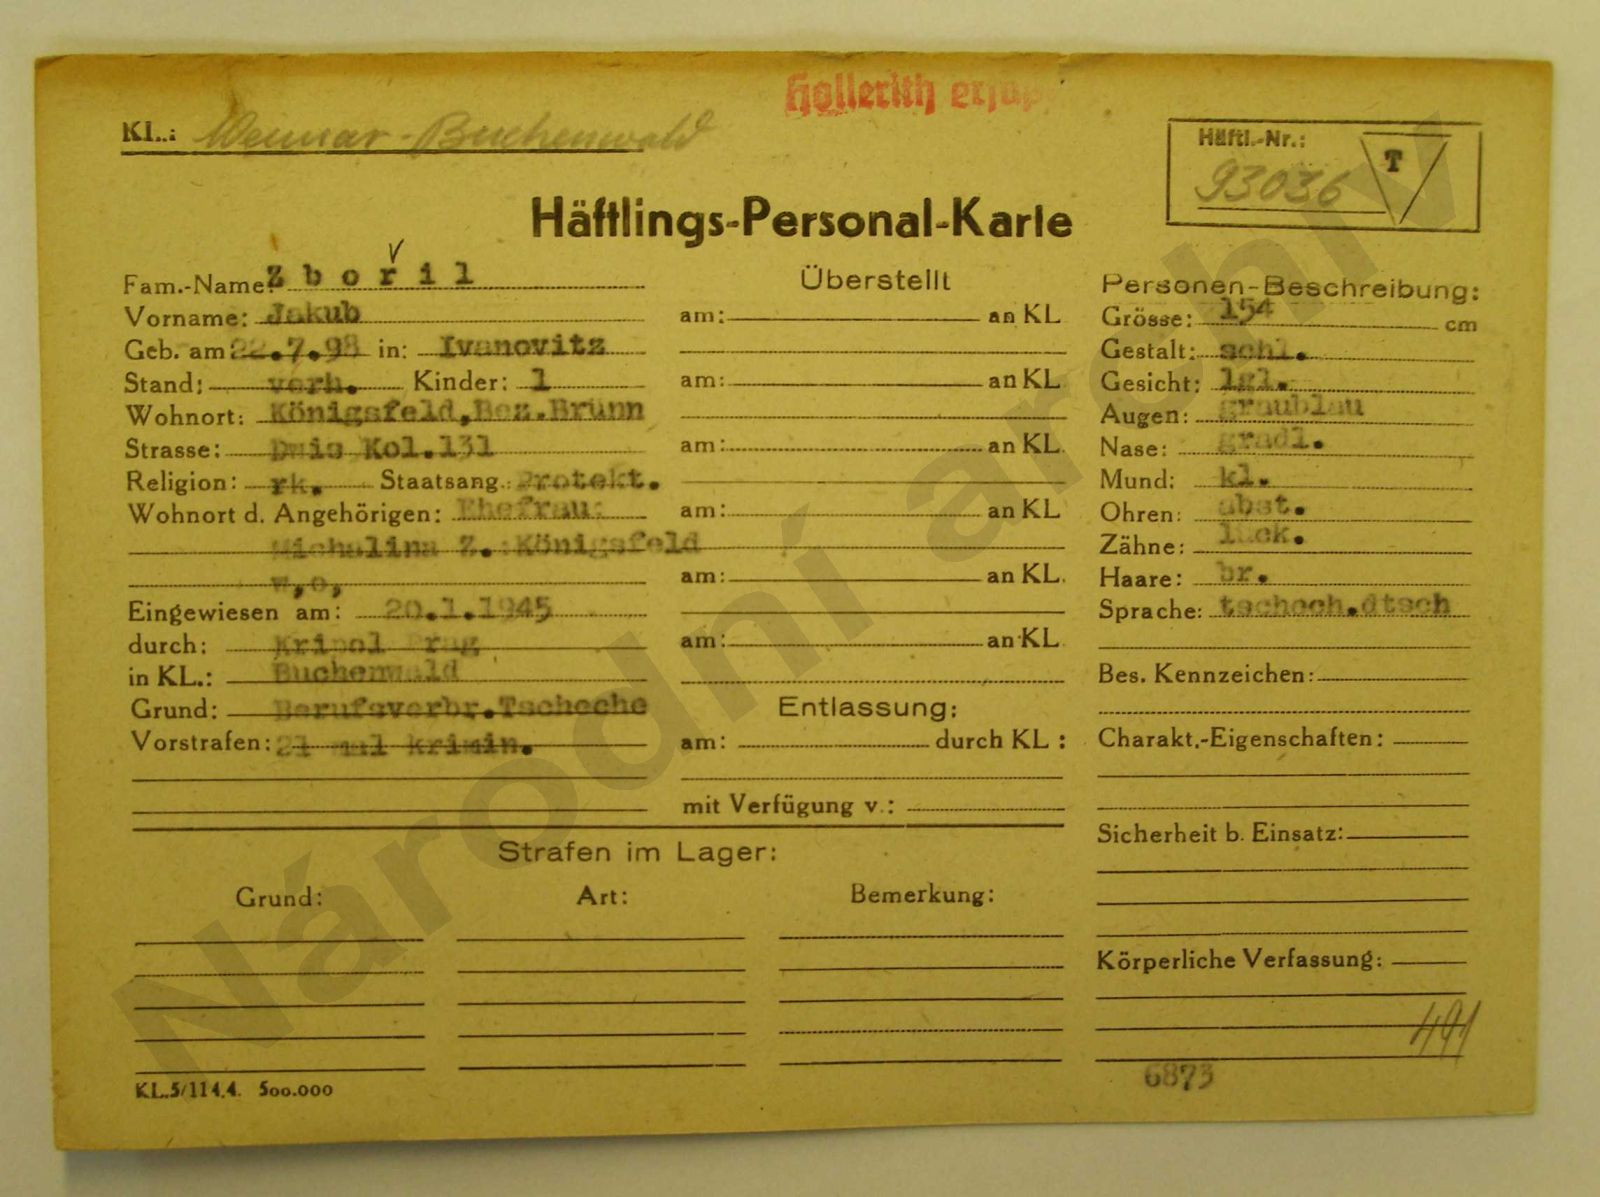 Hollerith
KL.: Weimar-Buchenwald
Häftl.-Nr.:
93036
T
Häftlings-Personal-Karte
Fam.-Name: Zbořil
Vorname: Jakub
Geb. am: 22.7.98 in: Ivanovitz
Stand: verh. Kinder: 1
Wohnort: Königsfeld, Bez. Brünn
Strasse: Kol. 131
Religion: rk. Staatsang.: Protekt.
Wohnort d. Angehörigen: Ehefrau:
Michalina Z.: Königsfeld
w,o,
Eingewiesen am: 20.1.1945
durch: Kripol Prag
in KL.: Buchenwald
Grund: Berufsverbr. Tscheche
Vorstrafen: 21 mal krimin.
Überstellt
am: an KL
am: an KL
am: an KL
am: an KL
am: an KL.
am: an KL
Entlassung:
am: durch KL:
mit Verfügung v.:
Personen-Beschreibung:
Grösse: 154 cm
Gestalt: schl.
Gesicht: lgl.
Augen: graublau
Nase: gradl.
Mund: kl.
Ohren: abst.
Zähne: lück.
Haare: br.
Sprache: tschech. dtsch
Bes. Kennzeichen:
Charakt.-Eigenschaften:
Sicherheit b. Einsatz:
Körperliche Verfassung:
491
6873
Strafen im Lager:
Grund: Art: Bemerkung:
KL.5/11 4.4. 500.000
Národní archiv